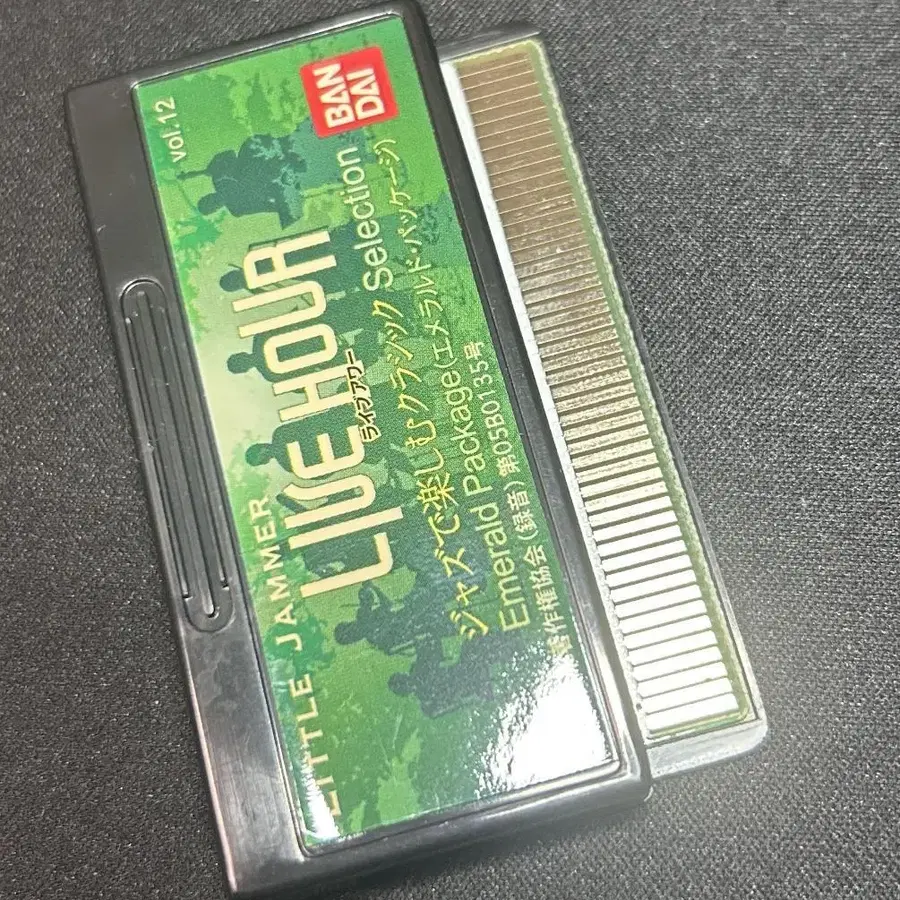 LITTLE JAMMER
vol.12
LIVE HOUR
BAN
DAI
ライブアワー
ジャズで楽しむクラシック Selection
Emerald Package(エメラルド・パッケージ)
著作権協会(録音)第05B0135号